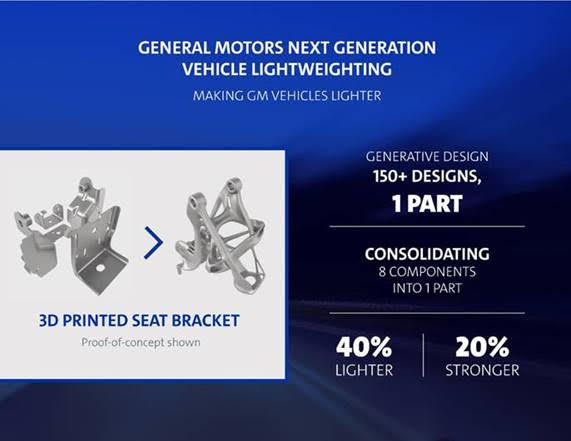 GENERAL MOTORS NEXT GENERATION
VEHICLE LIGHTWEIGHTING
MAKING GM VEHICLES LIGHTER
3D PRINTED SEAT BRACKET
Proof-of-concept shown
GENERATIVE DESIGN
150+ DESIGNS,
1 PART
CONSOLIDATING
8 COMPONENTS
INTO 1 PART
40%
LIGHTER
20%
STRONGER